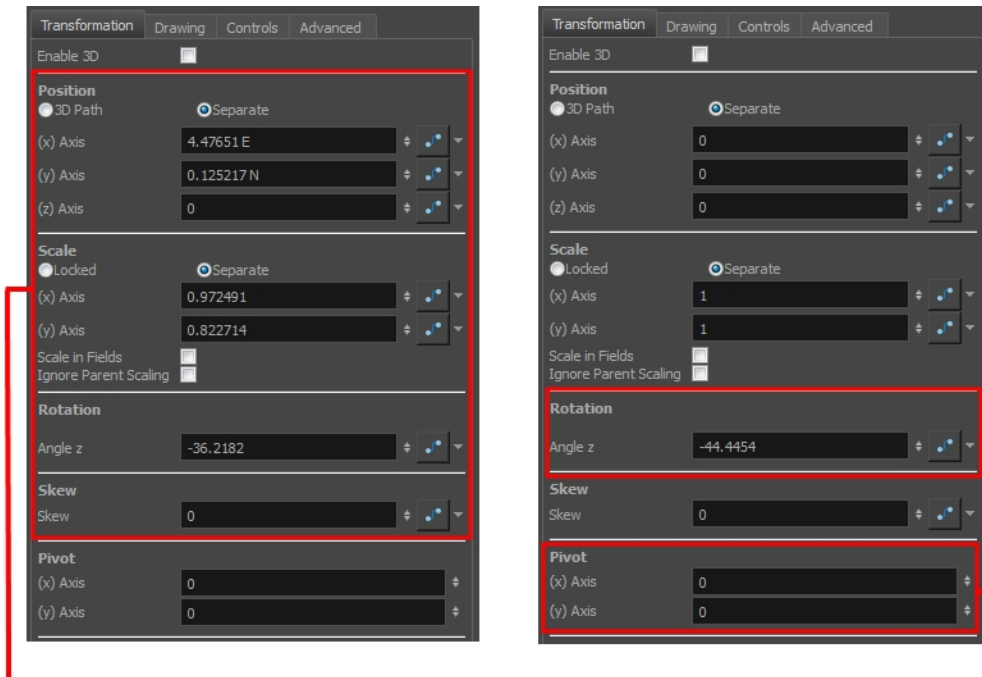 Transformation Drawing Controls Advanced
Enable 3D
Position
3D Path Separate
(x) Axis 4.47651 E
(y) Axis 0.125217 N
(z) Axis 0
Scale
Locked Separate
(x) Axis 0.972491
(y) Axis 0.822714
Scale in Fields
Ignore Parent Scaling
Rotation
Angle z -36.2182
Skew
Skew 0
Pivot
(x) Axis 0
(y) Axis 0
Transformation Drawing Controls Advanced
Enable 3D
Position
3D Path Separate
(x) Axis 0
(y) Axis 0
(z) Axis 0
Scale
Locked Separate
(x) Axis 1
(y) Axis 1
Scale in Fields
Ignore Parent Scaling
Rotation
Angle z -44.4454
Skew
Skew 0
Pivot
(x) Axis 0
(y) Axis 0